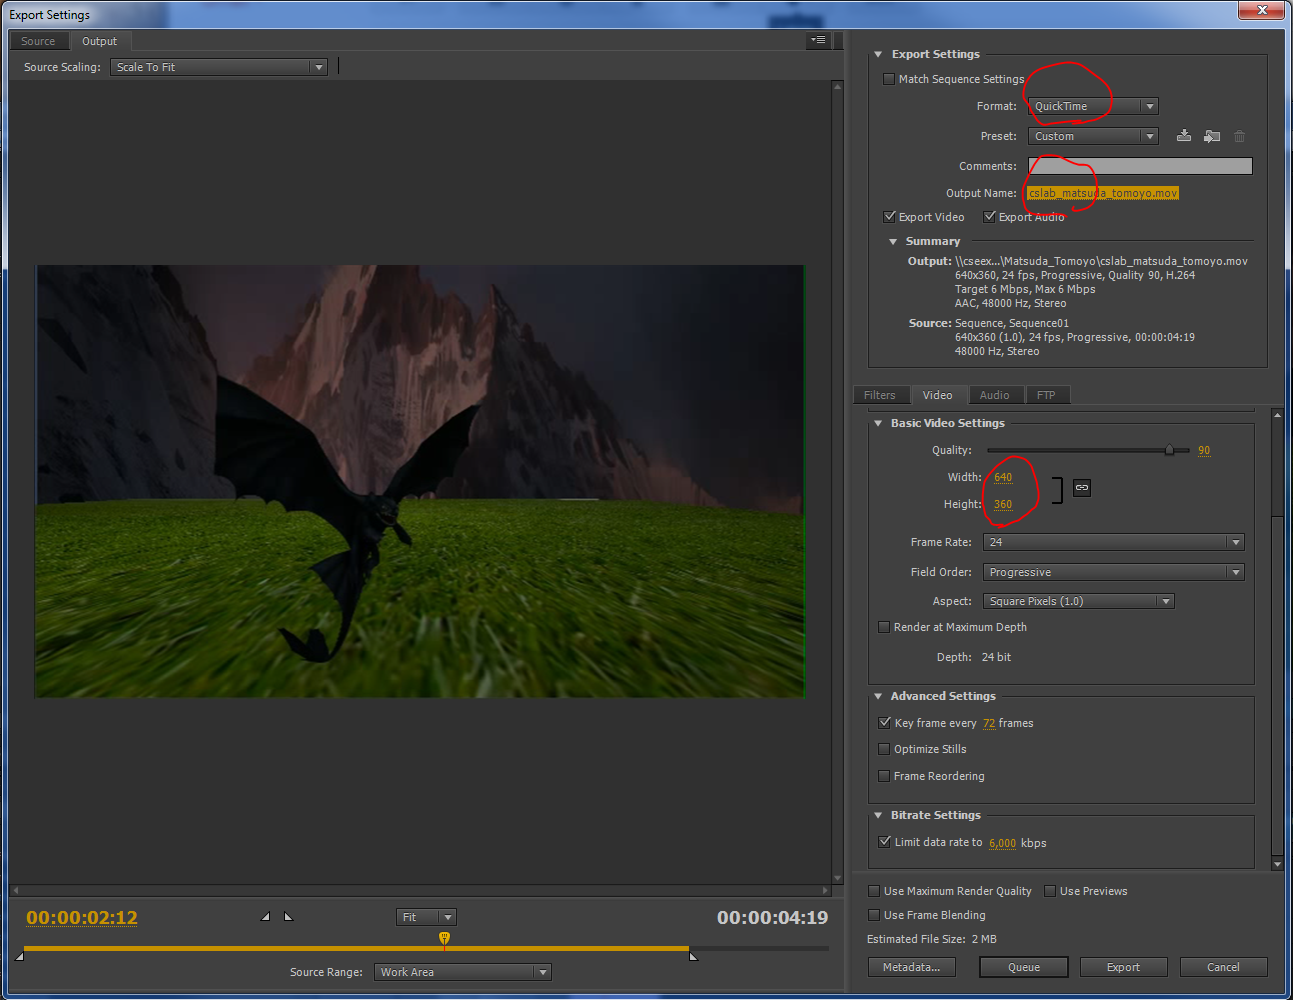 Export Settings
Source
Output
Source Scaling:
Scale To Fit
00:00:02:12
Fit
00:00:04:19
Source Range:
Work Area
Export Settings
Match Sequence Settings
Format:
QuickTime
Preset:
Custom
Comments:
Output Name:
cslab_matsuda_tomoyo.mov
Export Video
Export Audio
Summary
Output: \\cseex...\Matsuda_Tomoyo\cslab_matsuda_tomoyo.mov
640x360, 24 fps, Progressive, Quality 90, H.264
Target 6 Mbps, Max 6 Mbps
AAC, 48000 Hz, Stereo
Source: Sequence, Sequence01
640x360 (1.0), 24 fps, Progressive, 00:00:04:19
48000 Hz, Stereo
Filters
Video
Audio
FTP
Basic Video Settings
Quality:
90
Width:
640
Height:
360
Frame Rate:
24
Field Order:
Progressive
Aspect:
Square Pixels (1.0)
Render at Maximum Depth
Depth: 24 bit
Advanced Settings
Key frame every 72 frames
Optimize Stills
Frame Reordering
Bitrate Settings
Limit data rate to 6,000 kbps
Use Maximum Render Quality
Use Previews
Use Frame Blending
Estimated File Size: 2 MB
Metadata...
Queue
Export
Cancel